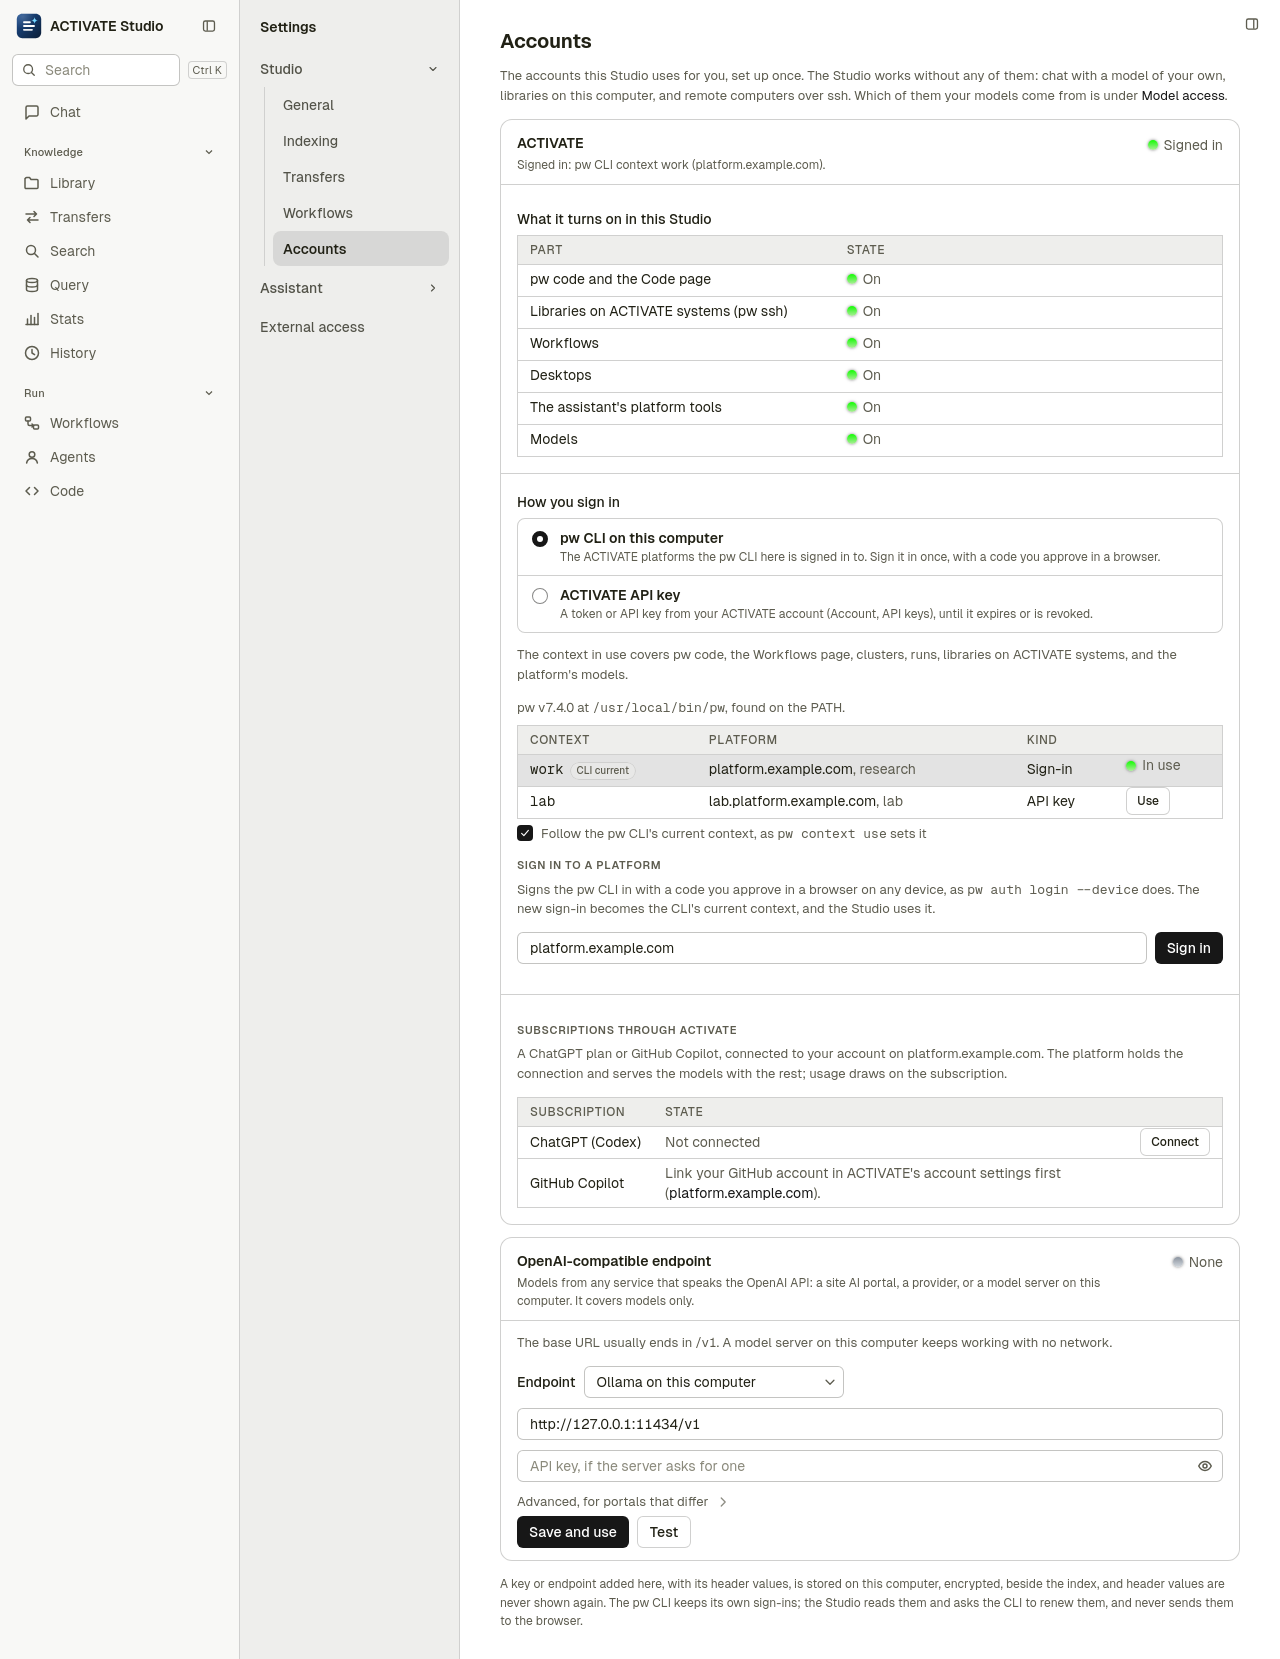 ACTIVATE Studio
Search
Ctrl K
Chat
Knowledge
Library
Transfers
Search
Query
Stats
History
Run
Workflows
Agents
Code
Settings
Studio
General
Indexing
Transfers
Workflows
Accounts
Assistant
External access
Accounts
The accounts this Studio uses for you, set up once. The Studio works without any of them: chat with a model of your own,
libraries on this computer, and remote computers over ssh. Which of them your models come from is under Model access.
ACTIVATE
Signed in: pw CLI context work (platform.example.com).
Signed in
What it turns on in this Studio
PART STATE
pw code and the Code page On
Libraries on ACTIVATE systems (pw ssh) On
Workflows On
Desktops On
The assistant's platform tools On
Models On
How you sign in
pw CLI on this computer
The ACTIVATE platforms the pw CLI here is signed in to. Sign it in once, with a code you approve in a browser.
ACTIVATE API key
A token or API key from your ACTIVATE account (Account, API keys), until it expires or is revoked.
The context in use covers pw code, the Workflows page, clusters, runs, libraries on ACTIVATE systems, and the
platform's models.
pw v7.4.0 at /usr/local/bin/pw, found on the PATH.
CONTEXT PLATFORM KIND
work CLI current platform.example.com, research Sign-in In use
lab lab.platform.example.com, lab API key Use
Follow the pw CLI's current context, as pw context use sets it
SIGN IN TO A PLATFORM
Signs the pw CLI in with a code you approve in a browser on any device, as pw auth login --device does. The
new sign-in becomes the CLI's current context, and the Studio uses it.
platform.example.com Sign in
SUBSCRIPTIONS THROUGH ACTIVATE
A ChatGPT plan or GitHub Copilot, connected to your account on platform.example.com. The platform holds the
connection and serves the models with the rest; usage draws on the subscription.
SUBSCRIPTION STATE
ChatGPT (Codex) Not connected Connect
GitHub Copilot Link your GitHub account in ACTIVATE's account settings first
(platform.example.com).
OpenAI-compatible endpoint
None
Models from any service that speaks the OpenAI API: a site AI portal, a provider, or a model server on this
computer. It covers models only.
The base URL usually ends in /v1. A model server on this computer keeps working with no network.
Endpoint Ollama on this computer
http://127.0.0.1:11434/v1
API key, if the server asks for one
Advanced, for portals that differ
Save and use Test
A key or endpoint added here, with its header values, is stored on this computer, encrypted, beside the index, and header values are
never shown again. The pw CLI keeps its own sign-ins; the Studio reads them and asks the CLI to renew them, and never sends them
to the browser.